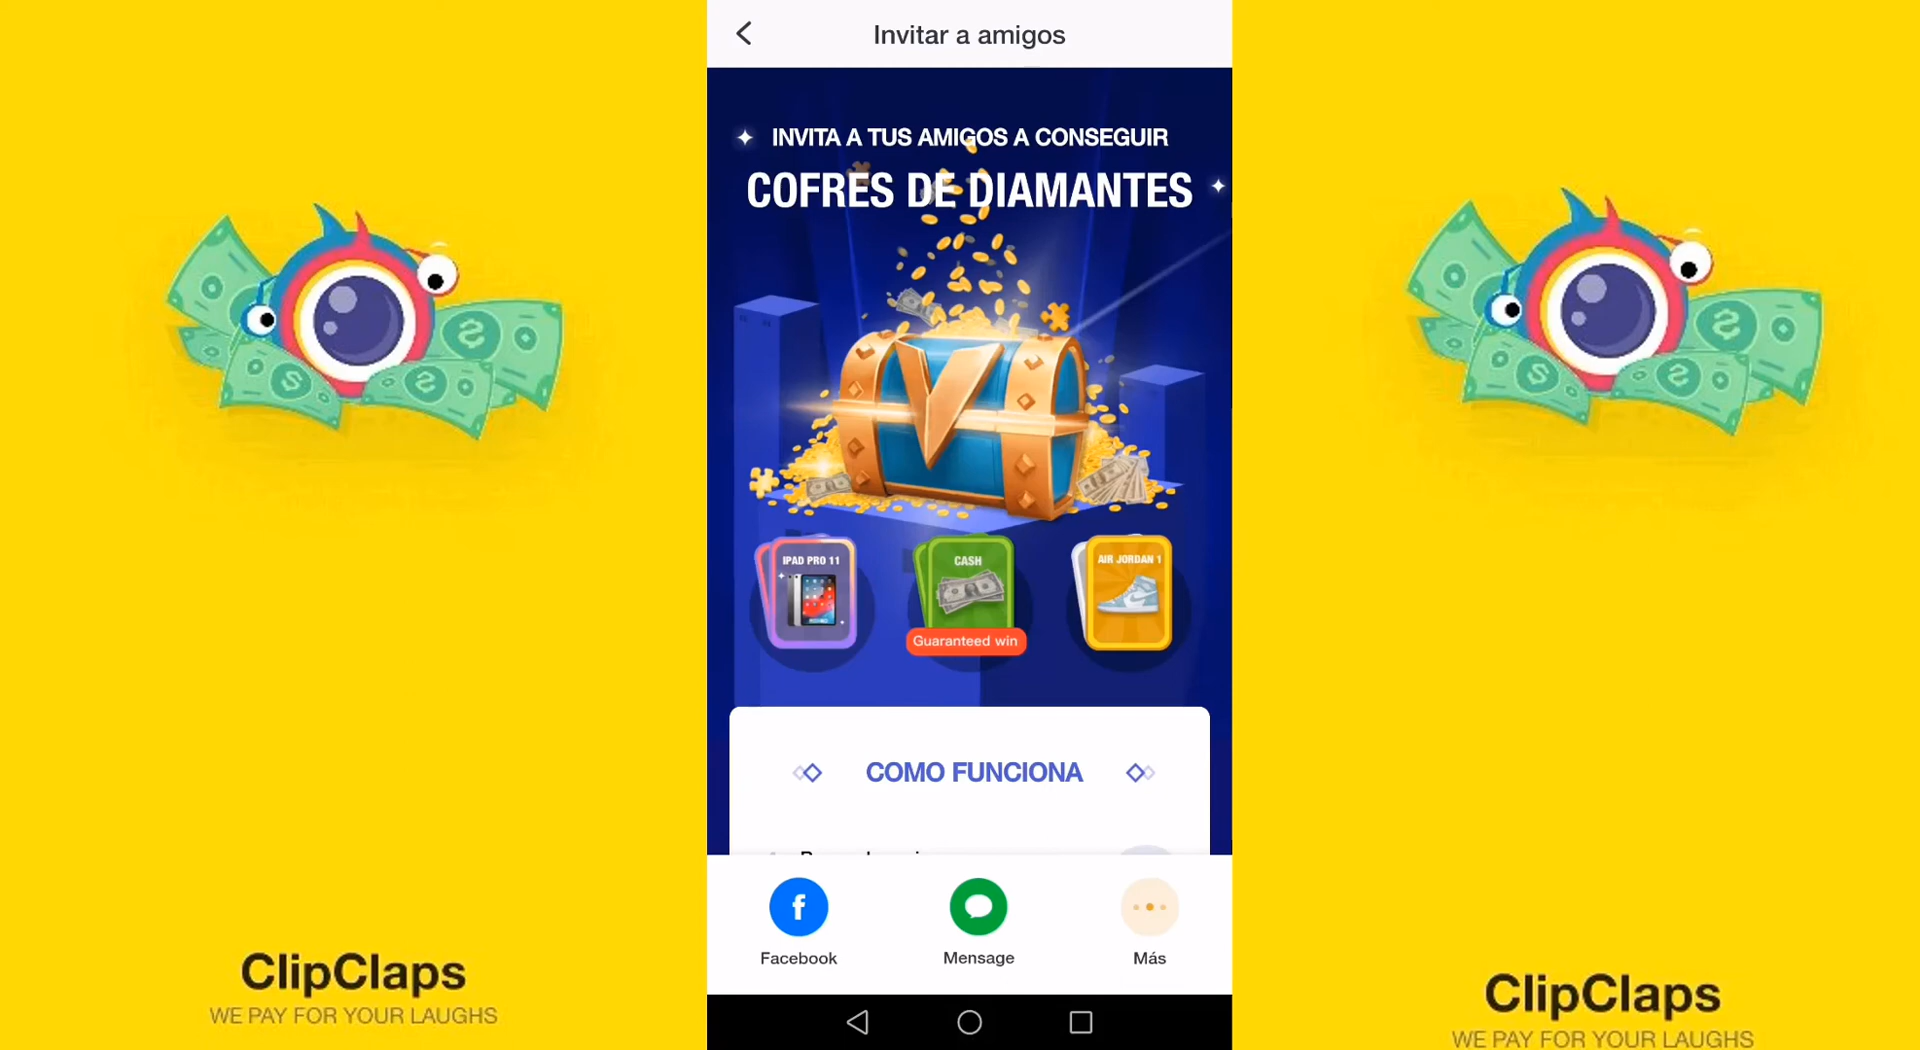 Invitar a amigos
INVITA A TUS AMIGOS A CONSEGUIR
COFRES DE DIAMANTES
IPAD PRO 11
CASH
AIR JORDAN 1
Guaranteed win
COMO FUNCIONA
Facebook
Mensage
Más
ClipClaps
WE PAY FOR YOUR LAUGHS
ClipClaps
WE PAY FOR YOUR LAUGHS